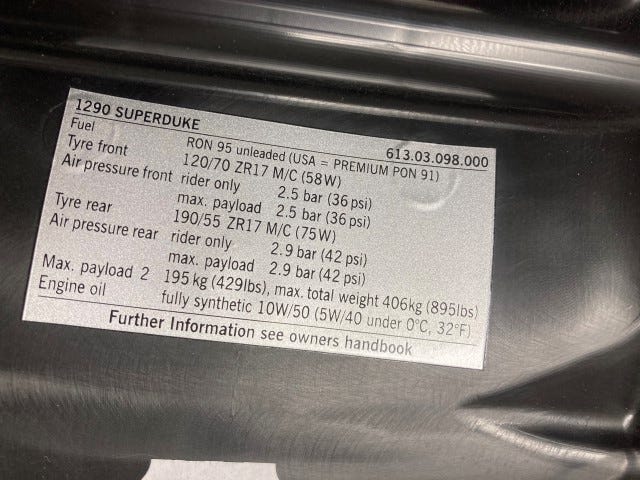 1290 SUPERDUKE 613.03.098.000
Fuel RON 95 unleaded (USA = PREMIUM PON 91)
Tyre front 120/70 ZR17 M/C (58W)
Air pressure front rider only 2.5 bar (36 psi)
max. payload 2.5 bar (36 psi)
Tyre rear 190/55 ZR17 M/C (75W)
Air pressure rear rider only 2.9 bar (42 psi)
max. payload 2.9 bar (42 psi)
Max. payload 2 195 kg (429lbs), max. total weight 406kg (895lbs)
Engine oil fully synthetic 10W/50 (5W/40 under 0°C, 32°F)
Further Information see owners handbook